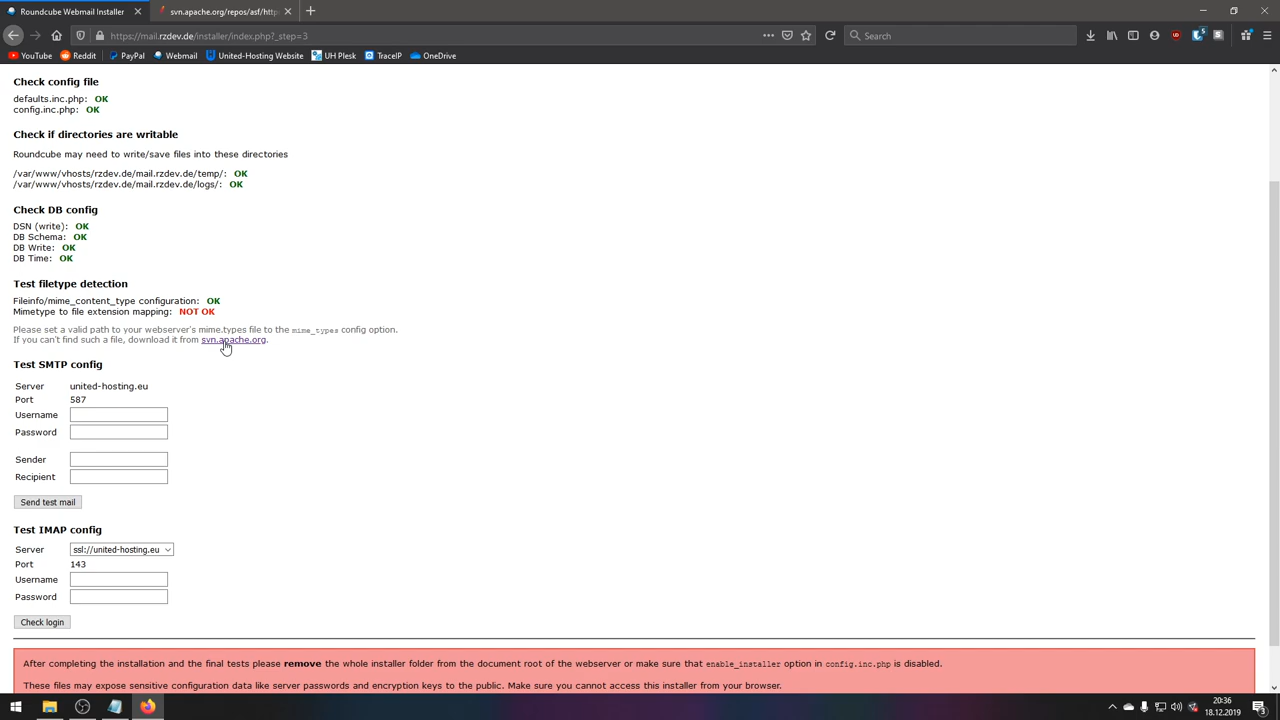 Roundcube Webmail Installer
svn.apache.org/repos/asf/http
https://mail.rzdev.de/installer/index.php?_step=3
Search
YouTube
Reddit
PayPal
Webmail
United-Hosting Website
UH Plesk
TraceIP
OneDrive
Check config file
defaults.inc.php: OK
config.inc.php: OK
Check if directories are writable
Roundcube may need to write/save files into these directories
/var/www/vhosts/rzdev.de/mail.rzdev.de/temp/: OK
/var/www/vhosts/rzdev.de/mail.rzdev.de/logs/: OK
Check DB config
DSN (write): OK
DB Schema: OK
DB Write: OK
DB Time: OK
Test filetype detection
Fileinfo/mime_content_type configuration: OK
Mimetype to file extension mapping: NOT OK
Please set a valid path to your webserver's mime.types file to the mime_types config option.
If you can't find such a file, download it from svn.apache.org.
Test SMTP config
Server united-hosting.eu
Port 587
Username
Password
Sender
Recipient
Send test mail
Test IMAP config
Server ssl://united-hosting.eu
Port 143
Username
Password
Check login
After completing the installation and the final tests please remove the whole installer folder from the document root of the webserver or make sure that enable_installer option in config.inc.php is disabled.
These files may expose sensitive configuration data like server passwords and encryption keys to the public. Make sure you cannot access this installer from your browser.
20:36
18.12.2019
3